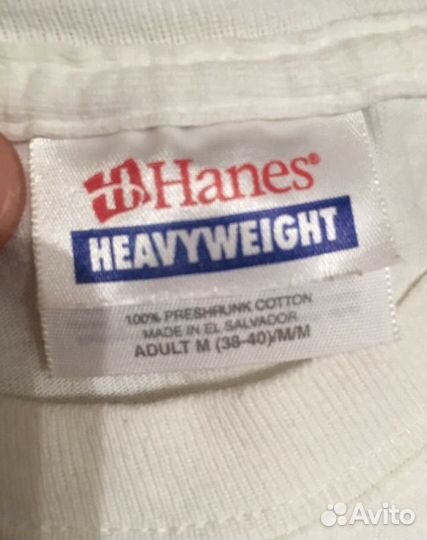 Hanes®
HEAVYWEIGHT
100% PRESHRUNK COTTON
MADE IN EL SALVADOR
ADULT M (38-40)/M/M
Avito